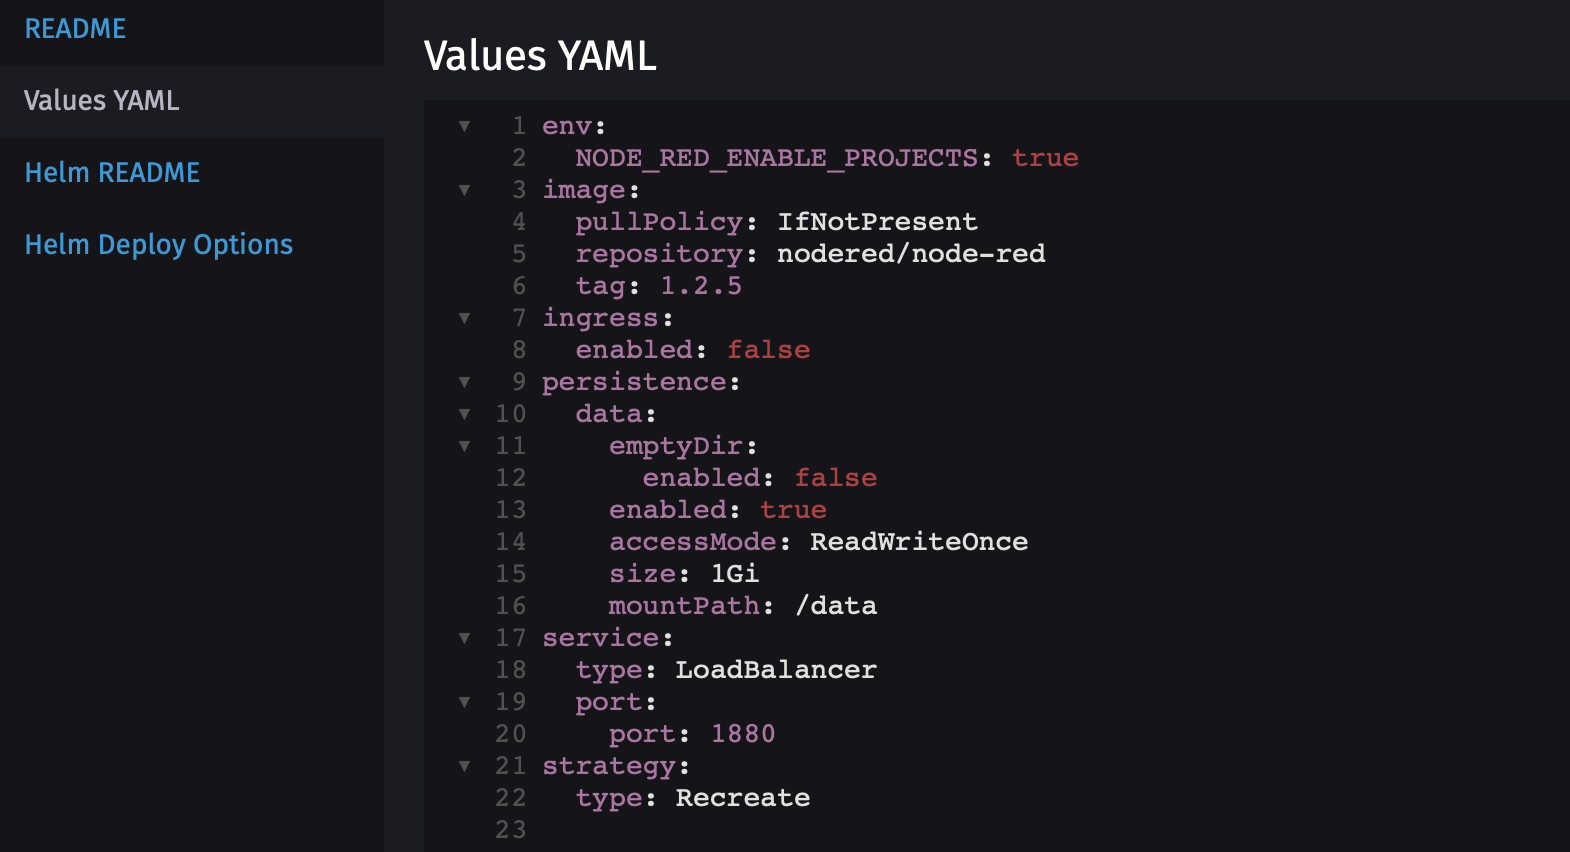 README
Values YAML
Helm README
Helm Deploy Options
Values YAML
1 env:
2   NODE_RED_ENABLE_PROJECTS: true
3 image:
4   pullPolicy: IfNotPresent
5   repository: nodered/node-red
6   tag: 1.2.5
7 ingress:
8   enabled: false
9 persistence:
10   data:
11     emptyDir:
12       enabled: false
13     enabled: true
14     accessMode: ReadWriteOnce
15     size: 1Gi
16     mountPath: /data
17 service:
18   type: LoadBalancer
19   port:
20     port: 1880
21 strategy:
22   type: Recreate
23